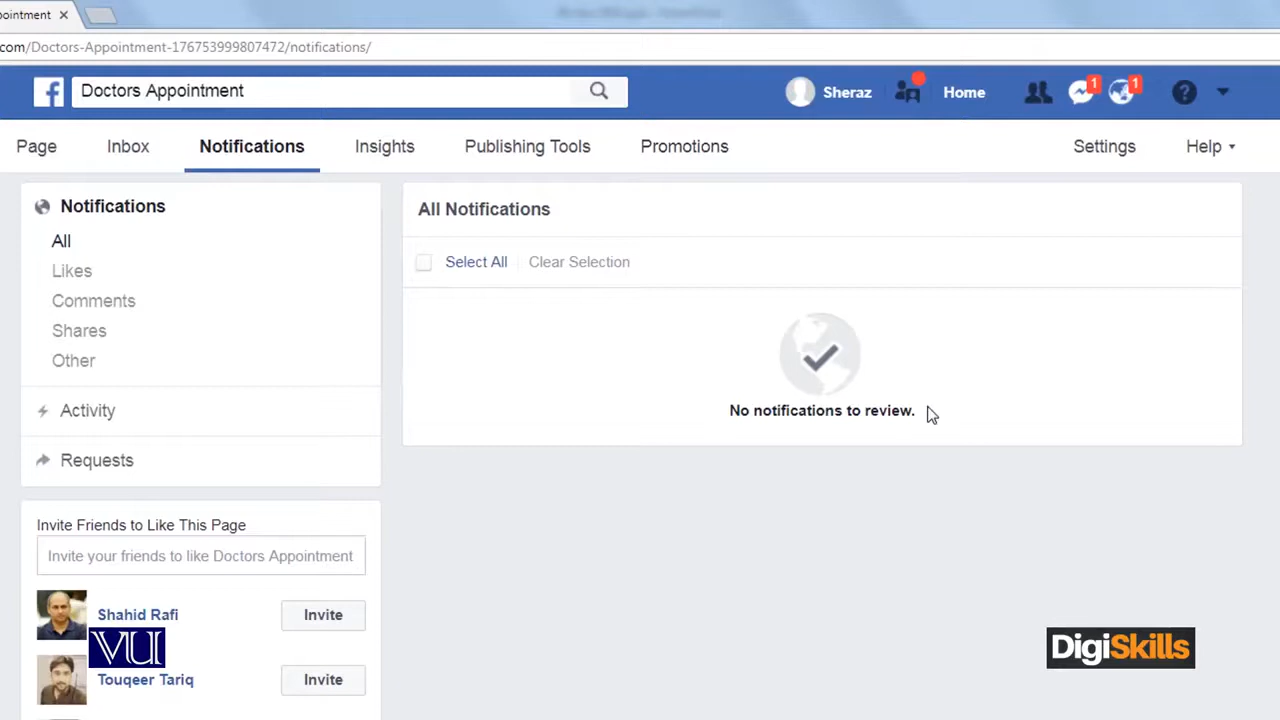 ointment
com/Doctors-Appointment-176753999807472/notifications/
Doctors Appointment
Sheraz
Home
1
1
Page
Inbox
Notifications
Insights
Publishing Tools
Promotions
Settings
Help
Notifications
All
Likes
Comments
Shares
Other
Activity
Requests
All Notifications
Select All
Clear Selection
No notifications to review.
Invite Friends to Like This Page
Invite your friends to like Doctors Appointment
Shahid Rafi
Invite
VU
Touqeer Tariq
Invite
DigiSkills